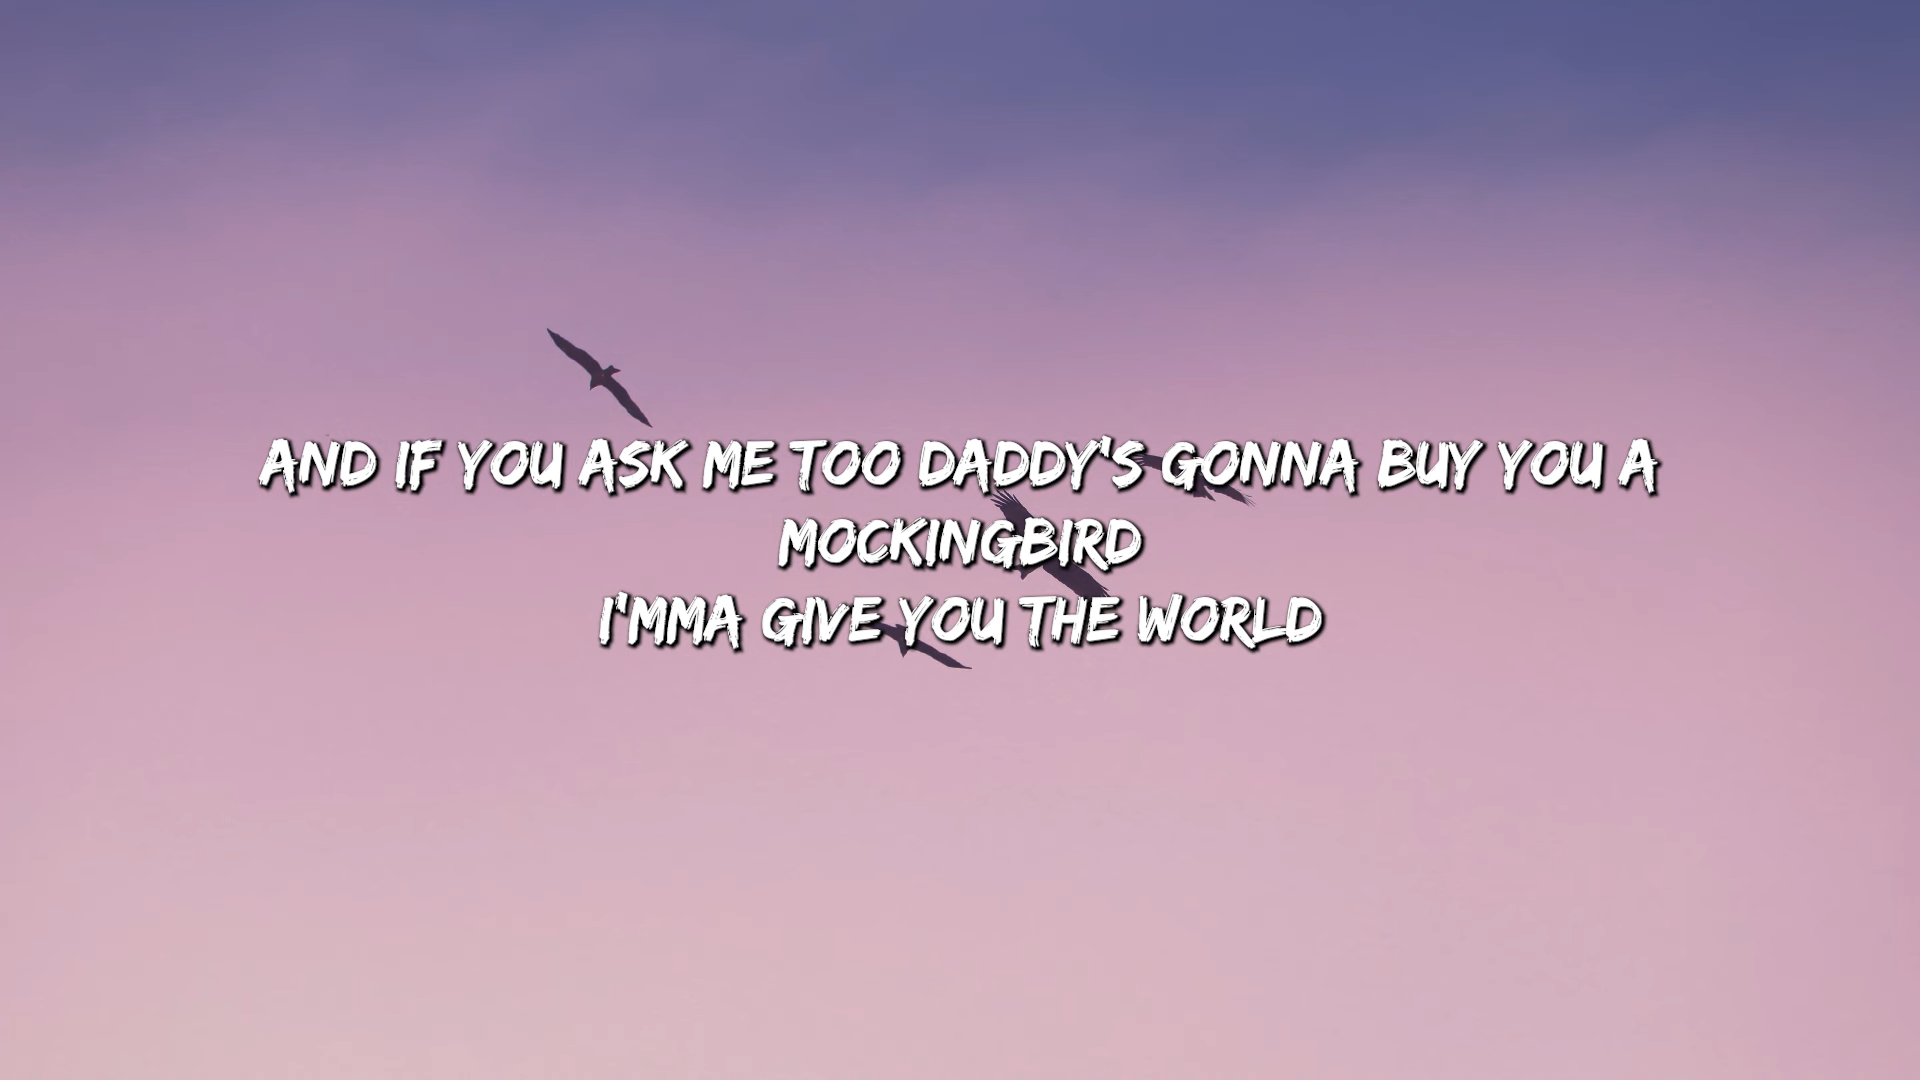 AND IF YOU ASK ME TOO DADDY'S GONNA BUY YOU A
MOCKINGBIRD
I'MMA GIVE YOU THE WORLD